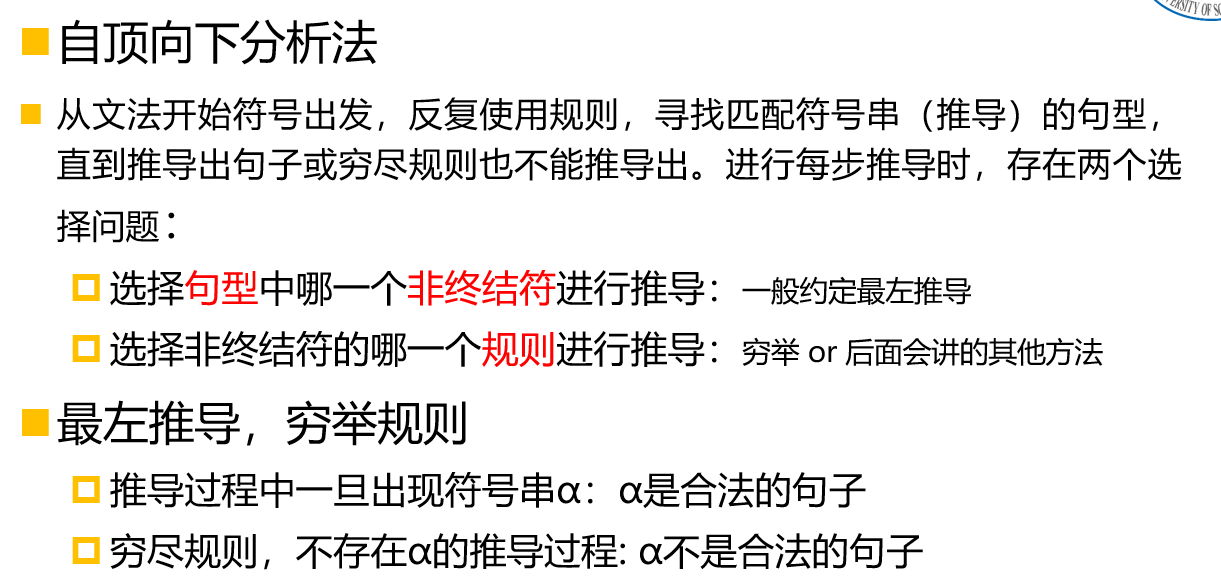 自顶向下分析法
从文法开始符号出发，反复使用规则，寻找匹配符号串（推导）的句型，
直到推导出句子或穷尽规则也不能推导出。进行每步推导时，存在两个选
择问题：
选择句型中哪一个非终结符进行推导：一般约定最左推导
选择非终结符的哪一个规则进行推导：穷举 or 后面会讲的其他方法
最左推导，穷举规则
推导过程中一旦出现符号串α：α是合法的句子
穷尽规则，不存在α的推导过程: α不是合法的句子